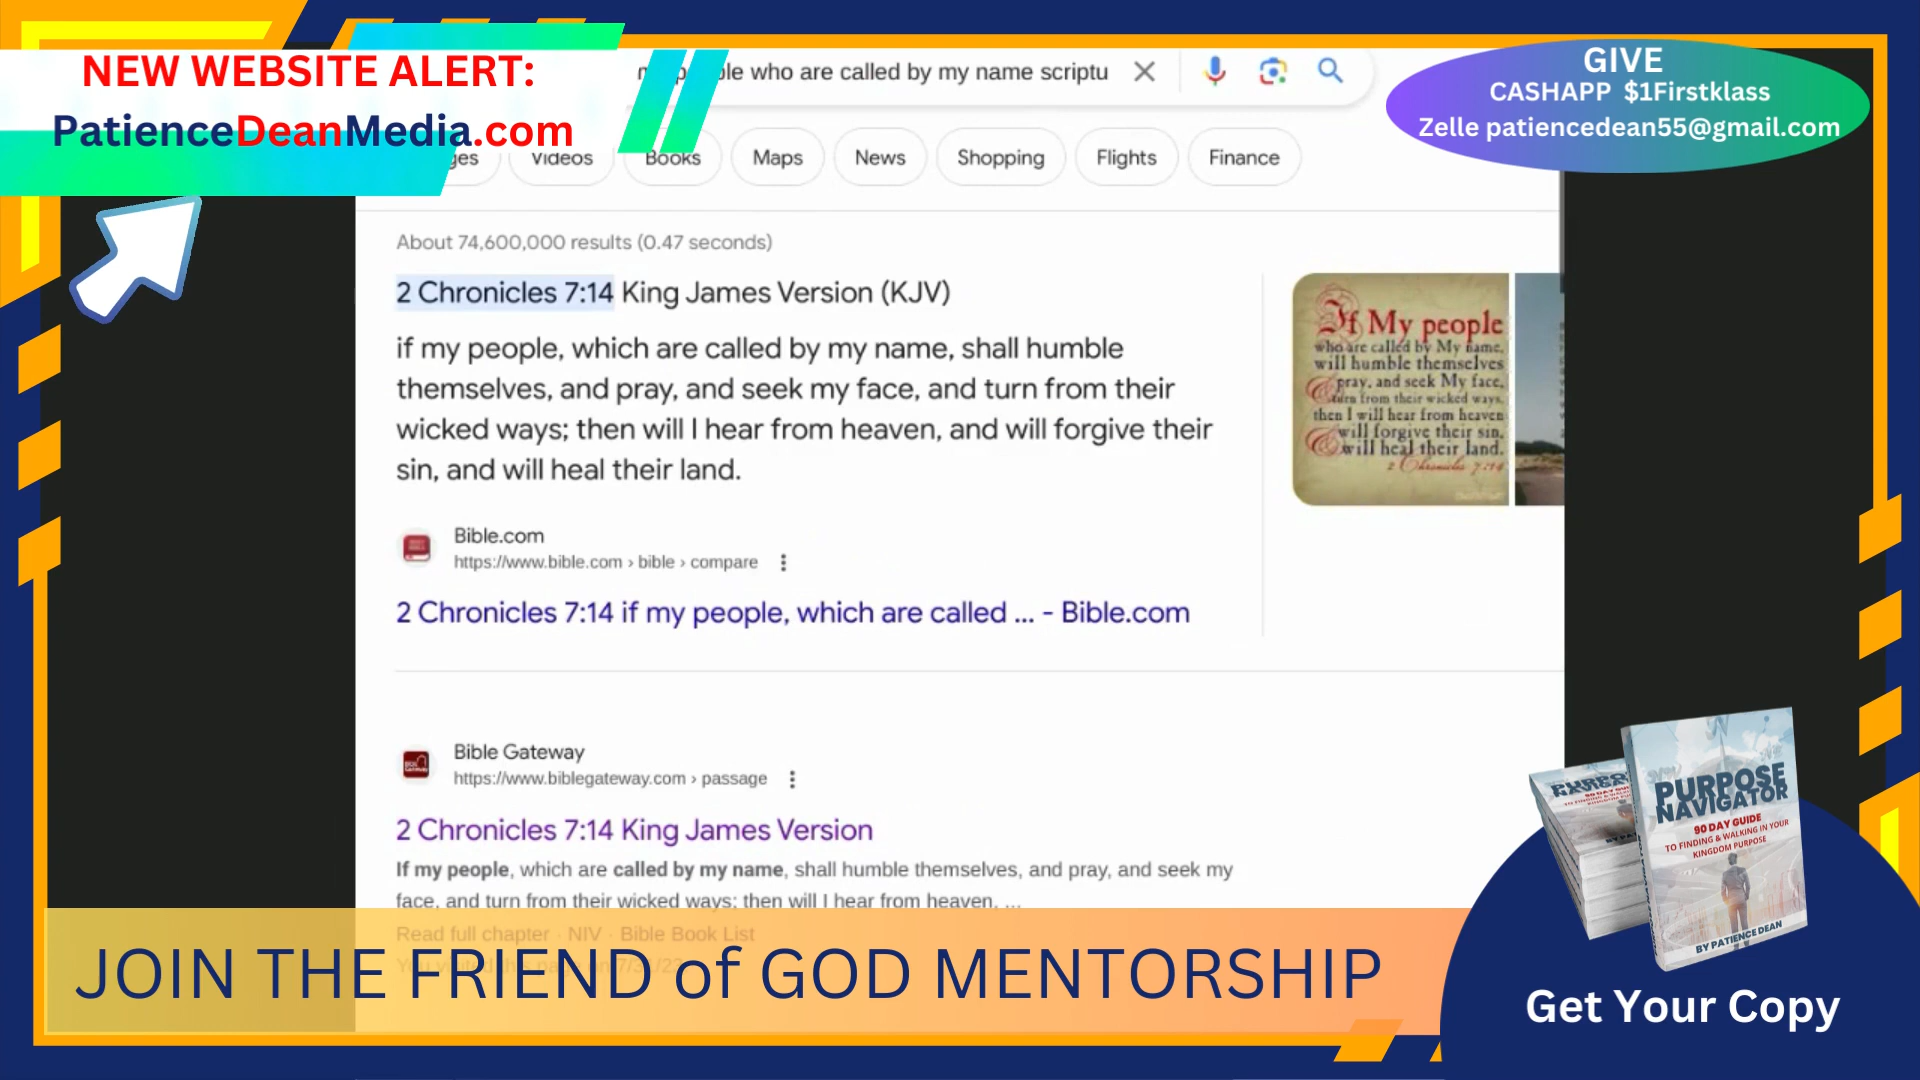 NEW WEBSITE ALERT:
PatienceDeanMedia.com
people who are called by my name scriptu
GIVE
CASHAPP $1Firstklass
Zelle patiencedean55@gmail.com
Videos Books Maps News Shopping Flights Finance
About 74,600,000 results (0.47 seconds)
2 Chronicles 7:14 King James Version (KJV)
if my people, which are called by my name, shall humble
themselves, and pray, and seek my face, and turn from their
wicked ways; then will I hear from heaven, and will forgive their
sin, and will heal their land.
If My people
who are called by My name,
will humble themselves
pray, and seek My face,
turn from their wicked ways,
then I will hear from heaven
will forgive their sin,
will heal their land.
2 Chronicles 7:14
Bible.com
https://www.bible.com › bible › compare
2 Chronicles 7:14 if my people, which are called ... - Bible.com
Bible Gateway
https://www.biblegateway.com › passage
2 Chronicles 7:14 King James Version
If my people, which are called by my name, shall humble themselves, and pray, and seek my
face, and turn from their wicked ways; then will I hear from heaven, ...
Read full chapter · NIV · Bible Book List
JOIN THE FRIEND of GOD MENTORSHIP
PURPOSE
NAVIGATOR
90 DAY GUIDE
TO FINDING & WALKING IN YOUR
KINGDOM PURPOSE
BY PATIENCE DEAN
Get Your Copy